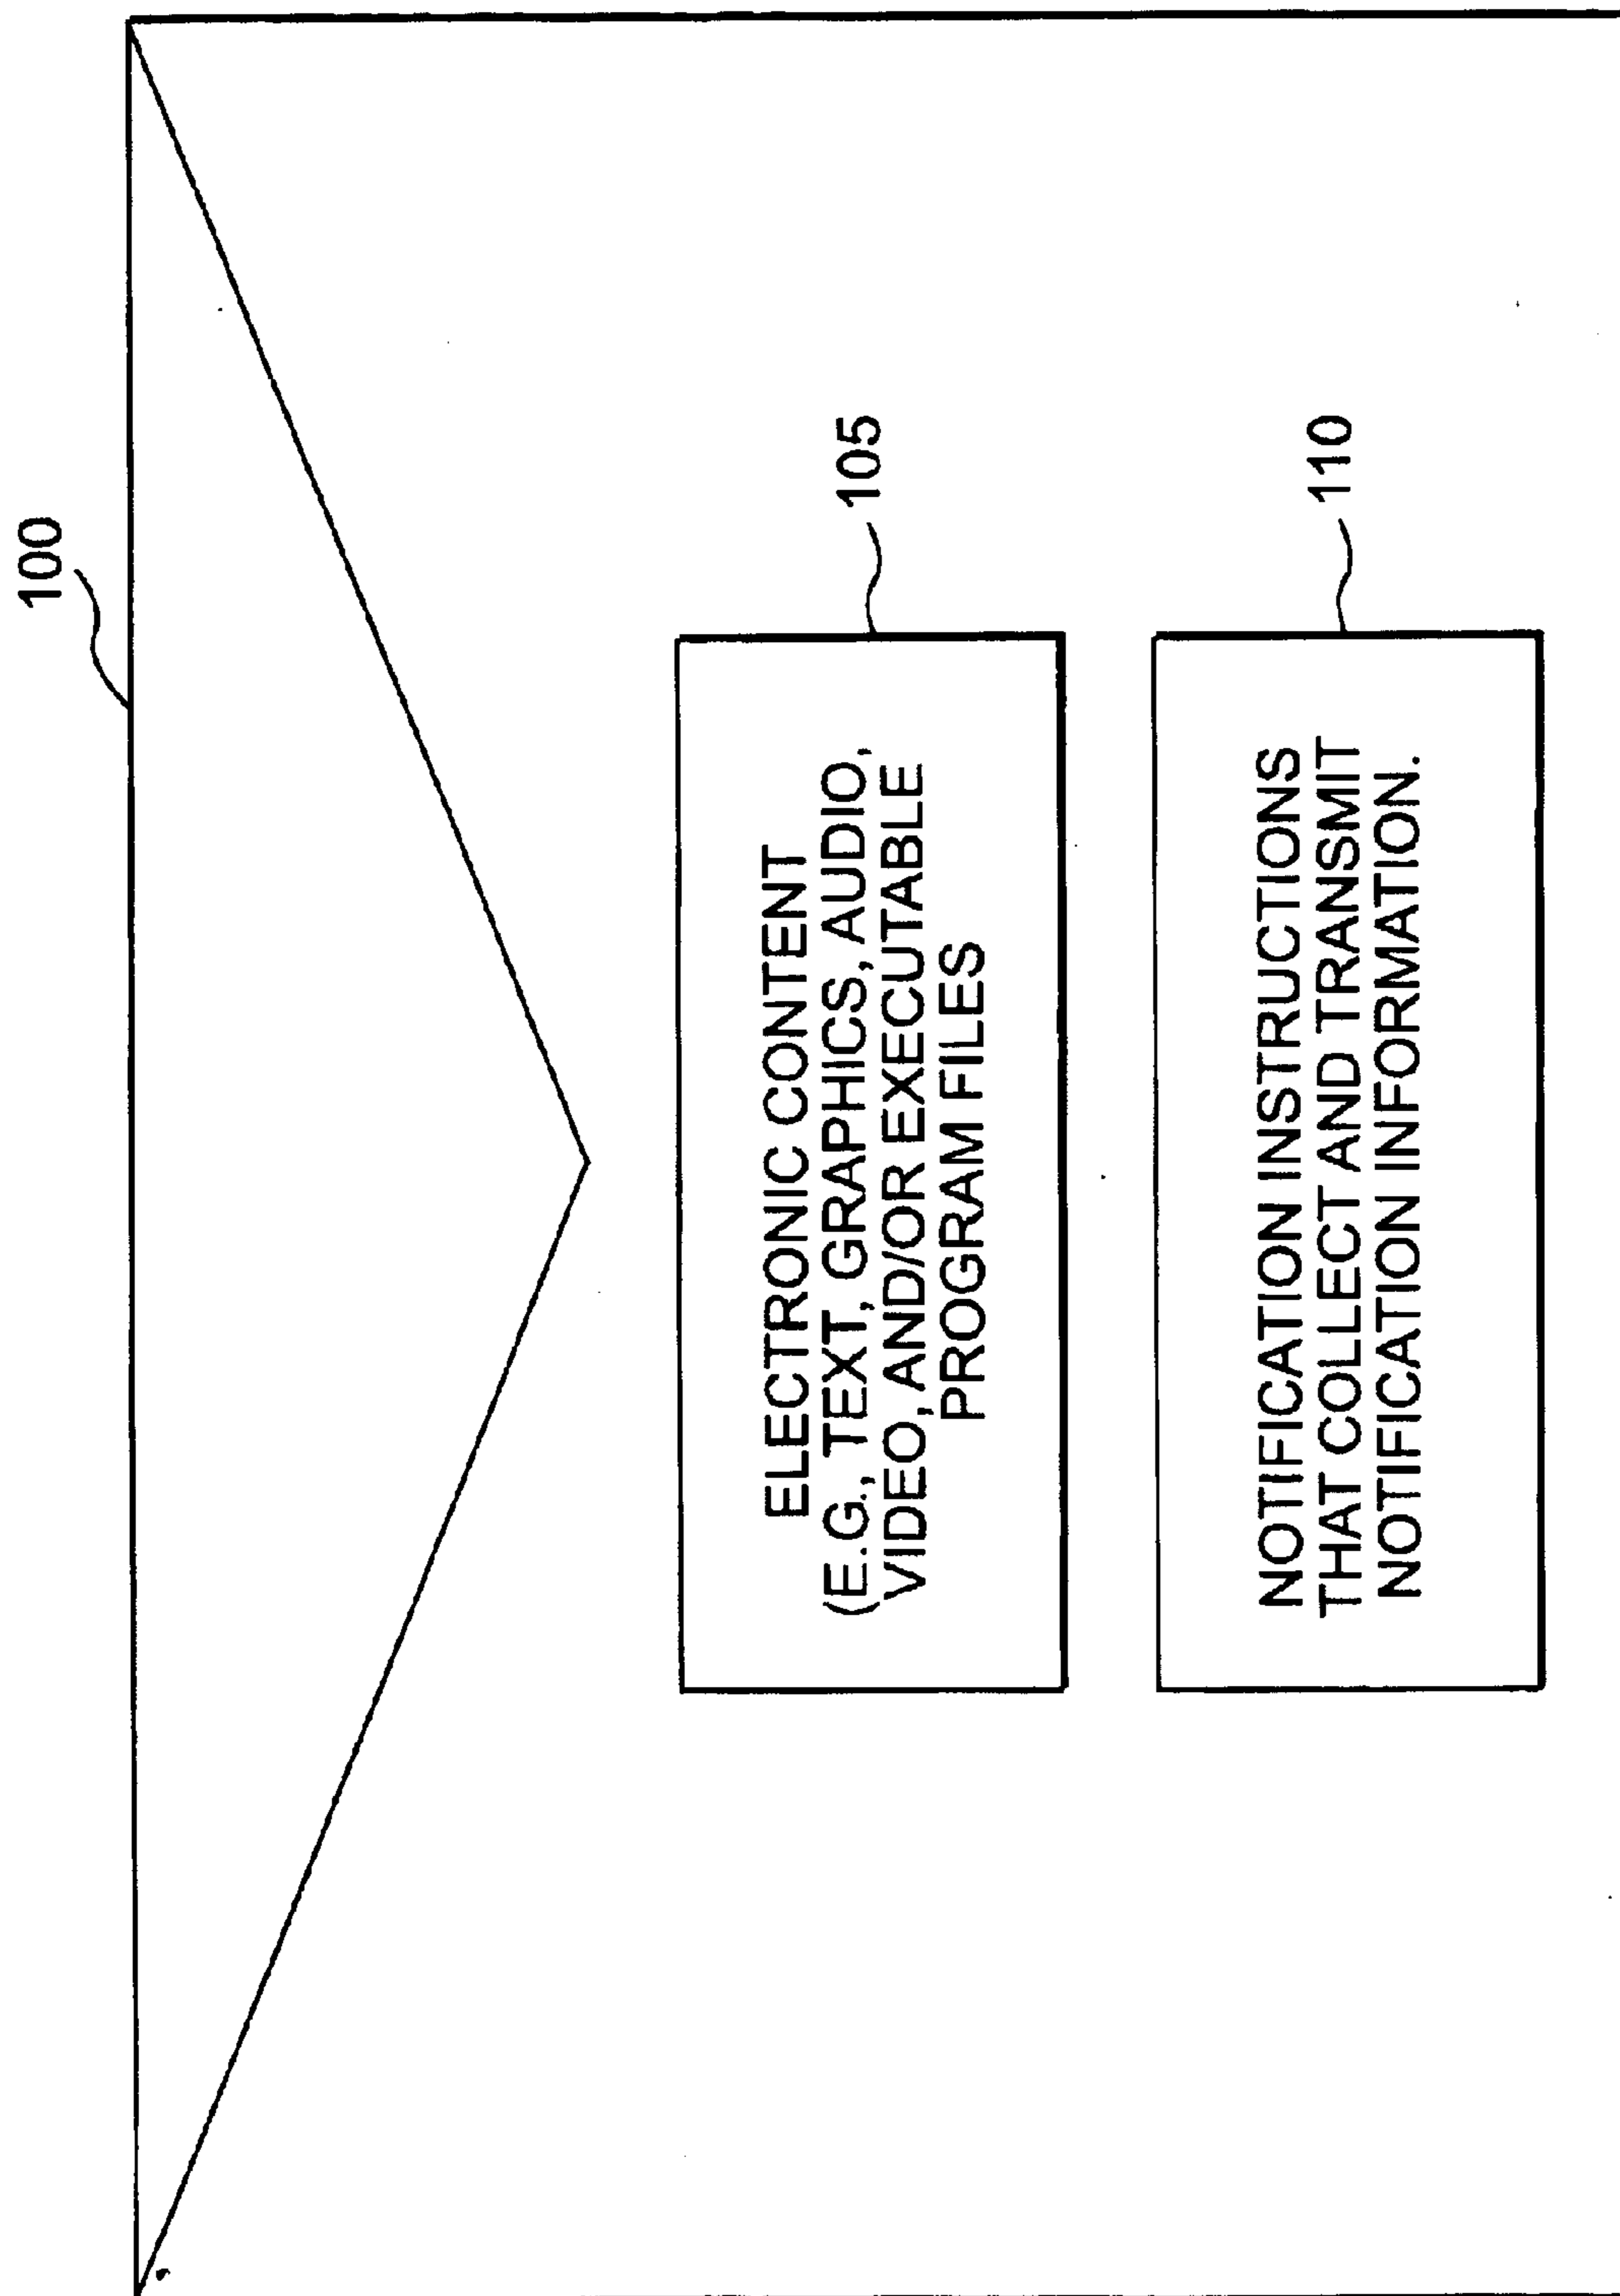 100
ELECTRONIC CONTENT
(E.G., TEXT, GRAPHICS, AUDIO,
VIDEO, AND/OR EXECUTABLE
PROGRAM FILES
105
NOTIFICATION INSTRUCTIONS
THAT COLLECT AND TRANSMIT
NOTIFICATION INFORMATION.
110